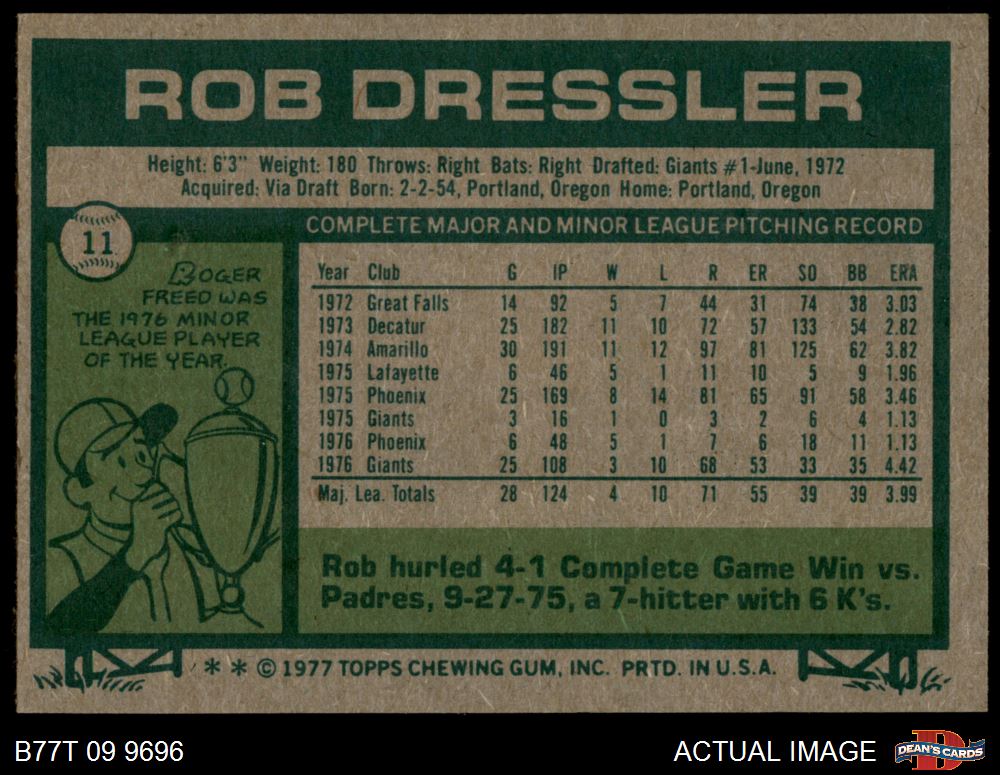 ROB DRESSLER
Height: 6'3" Weight: 180 Throws: Right Bats: Right Drafted: Giants #1-June, 1972
Acquired: Via Draft Born: 2-2-54, Portland, Oregon Home: Portland, Oregon
11
COMPLETE MAJOR AND MINOR LEAGUE PITCHING RECORD
ROGER
FREED WAS
THE 1976 MINOR
LEAGUE PLAYER
OF THE YEAR.
Year Club G IP W L R ER SO BB ERA
1972 Great Falls 14 92 5 7 44 31 74 38 3.03
1973 Decatur 25 182 11 10 72 57 133 54 2.82
1974 Amarillo 30 191 11 12 97 81 125 62 3.82
1975 Lafayette 6 46 5 1 11 10 5 9 1.96
1975 Phoenix 25 169 8 14 81 65 91 58 3.46
1975 Giants 3 16 1 0 3 2 6 4 1.13
1976 Phoenix 6 48 5 1 7 6 18 11 1.13
1976 Giants 25 108 3 10 68 53 33 35 4.42
Maj. Lea. Totals 28 124 4 10 71 55 39 39 3.99
Rob hurled 4-1 Complete Game Win vs.
Padres, 9-27-75, a 7-hitter with 6 K's.
* * © 1977 TOPPS CHEWING GUM, INC. PRTD. IN U.S.A.
B77T 09 9696
ACTUAL IMAGE
DEAN'S CARDS